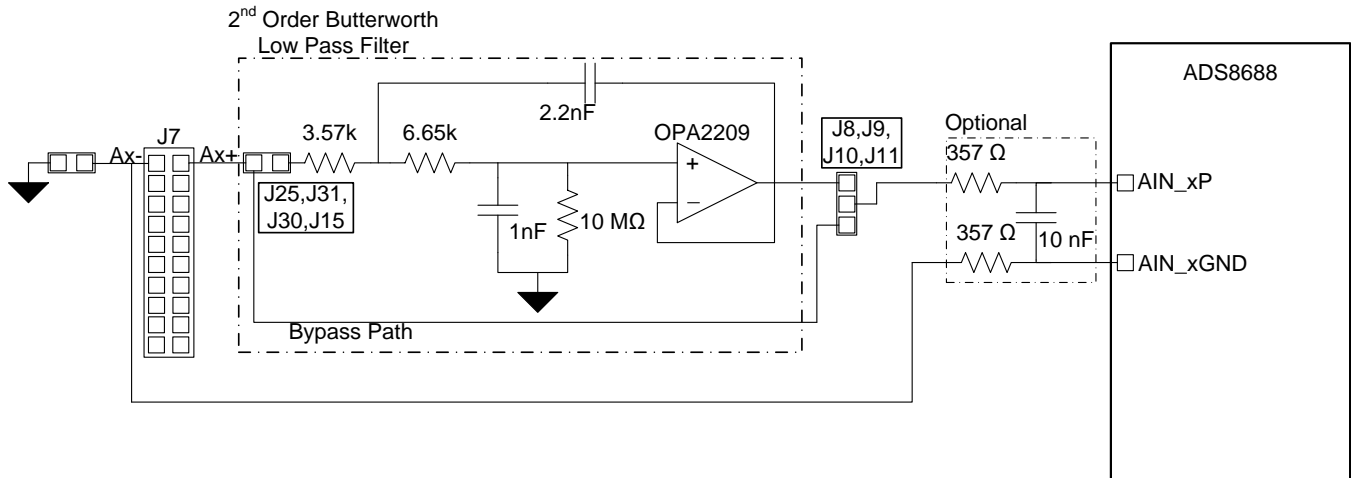 2nd Order Butterworth
Low Pass Filter
ADS8688
2.2nF
J7
3.57k
6.65k
OPA2209
J8,J9,
J10,J11
Optional
357 Ω
Ax-
Ax+
+
AIN_xP
J25,J31,
J30,J15
−
1nF
10 MΩ
357 Ω
10 nF
AIN_xGND
Bypass Path